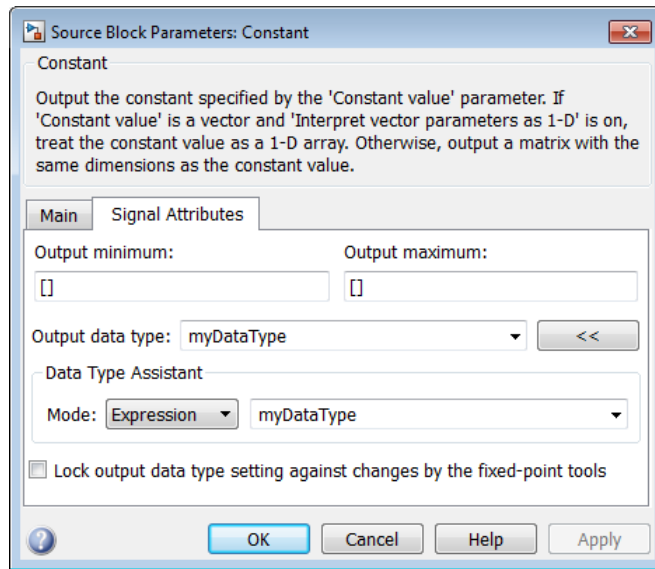 Source Block Parameters: Constant
Constant
Output the constant specified by the 'Constant value' parameter. If
'Constant value' is a vector and 'Interpret vector parameters as 1-D' is on,
treat the constant value as a 1-D array. Otherwise, output a matrix with the
same dimensions as the constant value.
Main Signal Attributes
Output minimum: Output maximum:
[] []
Output data type: myDataType <<
Data Type Assistant
Mode: Expression myDataType
Lock output data type setting against changes by the fixed-point tools
? OK Cancel Help Apply